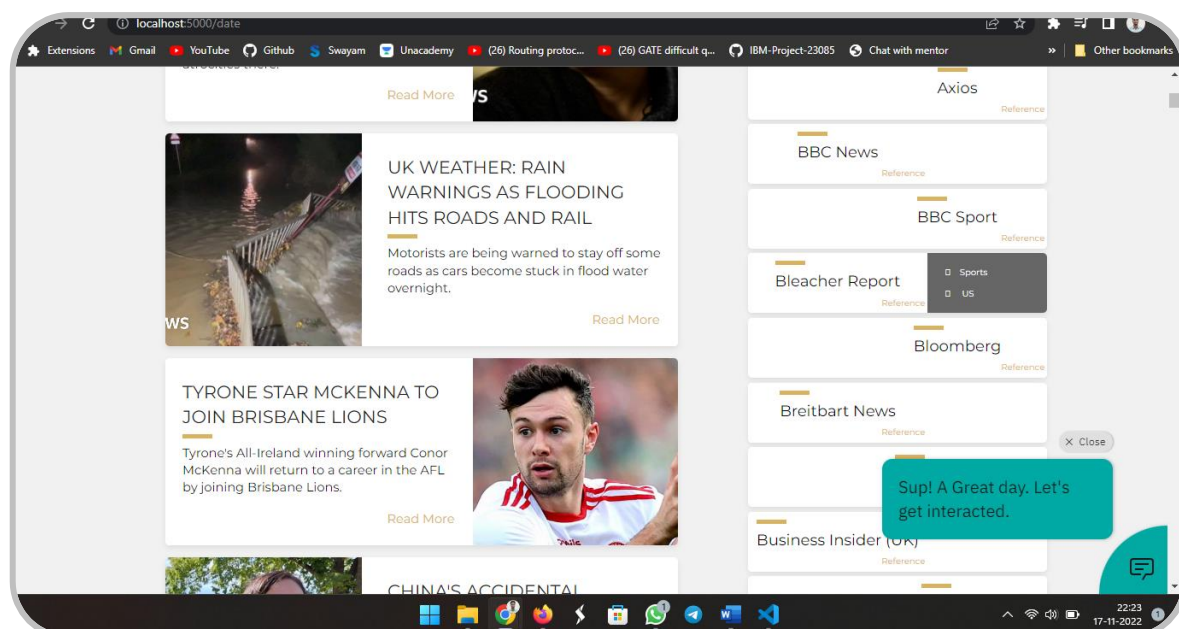 localhost:5000/date
Extensions
Gmail
YouTube
Github
Swayam
Unacademy
(26) Routing protoc...
(26) GATE difficult q...
IBM-Project-23085
Chat with mentor
»
Other bookmarks
atrocities there.
Read More
WS
UK WEATHER: RAIN
WARNINGS AS FLOODING
HITS ROADS AND RAIL
Motorists are being warned to stay off some
roads as cars become stuck in flood water
overnight.
Read More
WS
TYRONE STAR MCKENNA TO
JOIN BRISBANE LIONS
Tyrone's All-Ireland winning forward Conor
McKenna will return to a career in the AFL
by joining Brisbane Lions.
Read More
CHINA'S ACCIDENTAL
Axios
Reference
BBC News
Reference
BBC Sport
Reference
Bleacher Report
Reference
Sports
US
Bloomberg
Reference
Breitbart News
Reference
Business Insider (UK)
Reference
× Close
Sup! A Great day. Let's
get interacted.
22:23
17-11-2022
1